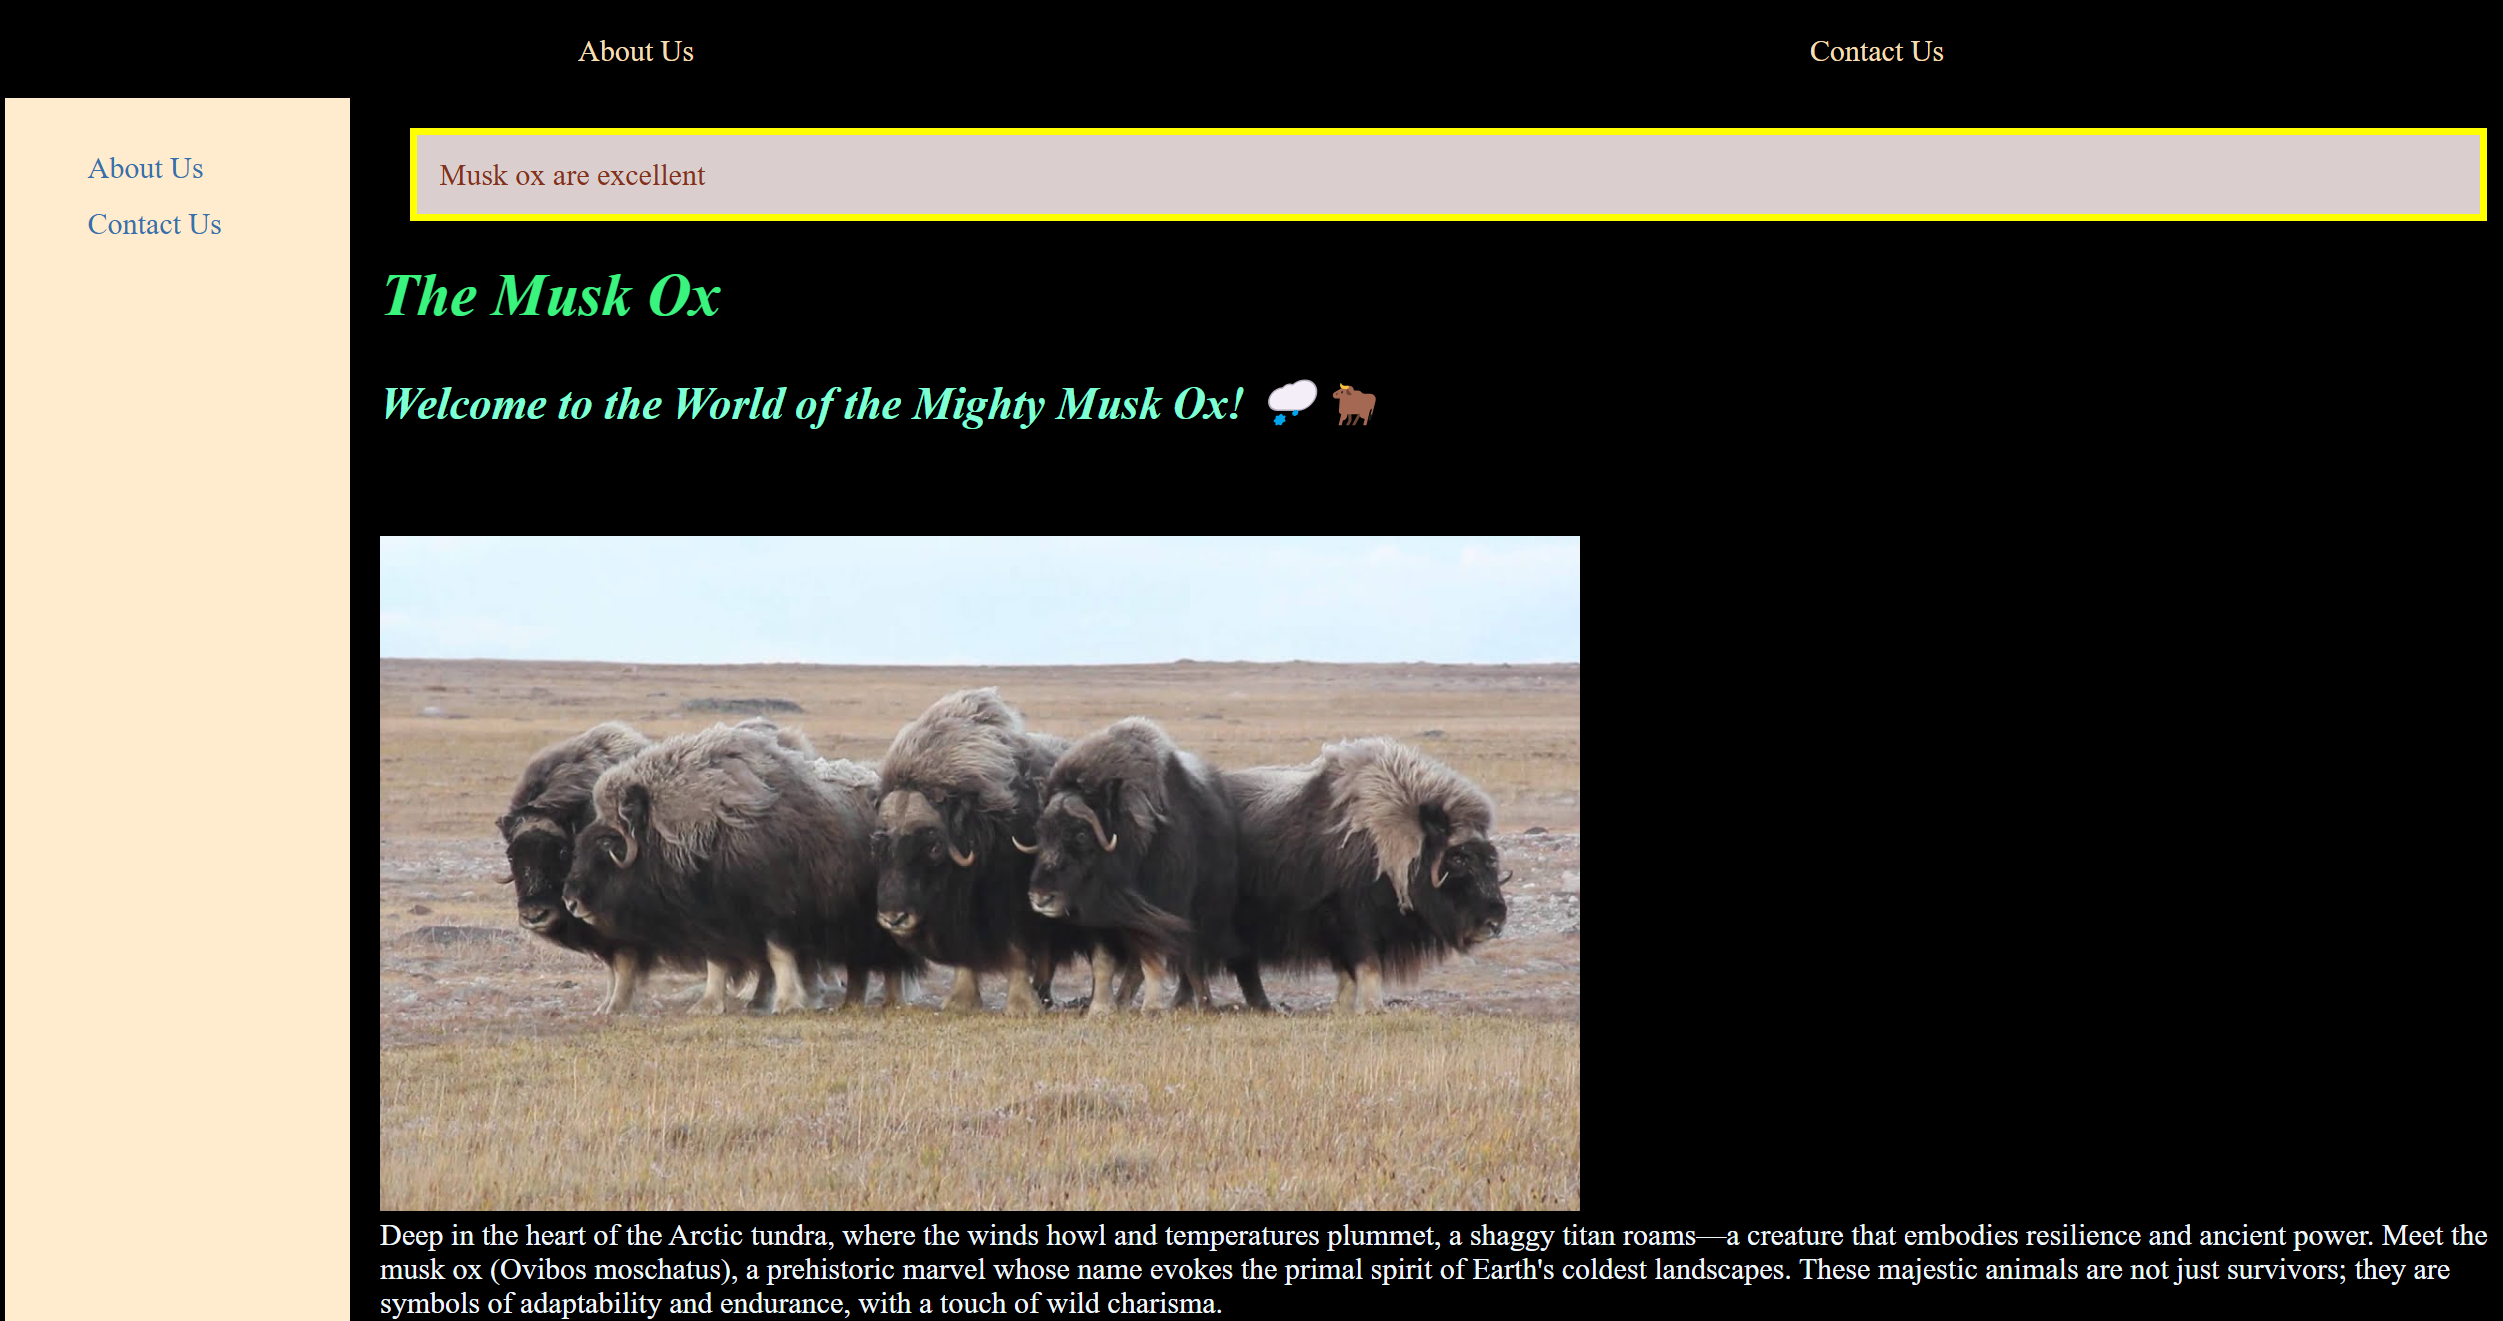 About Us
Contact Us
About Us
Contact Us
Musk ox are excellent
The Musk Ox
Welcome to the World of the Mighty Musk Ox! 🌨️🐂
Deep in the heart of the Arctic tundra, where the winds howl and temperatures plummet, a shaggy titan roams—a creature that embodies resilience and ancient power. Meet the
musk ox (Ovibos moschatus), a prehistoric marvel whose name evokes the primal spirit of Earth's coldest landscapes. These majestic animals are not just survivors; they are
symbols of adaptability and endurance, with a touch of wild charisma.